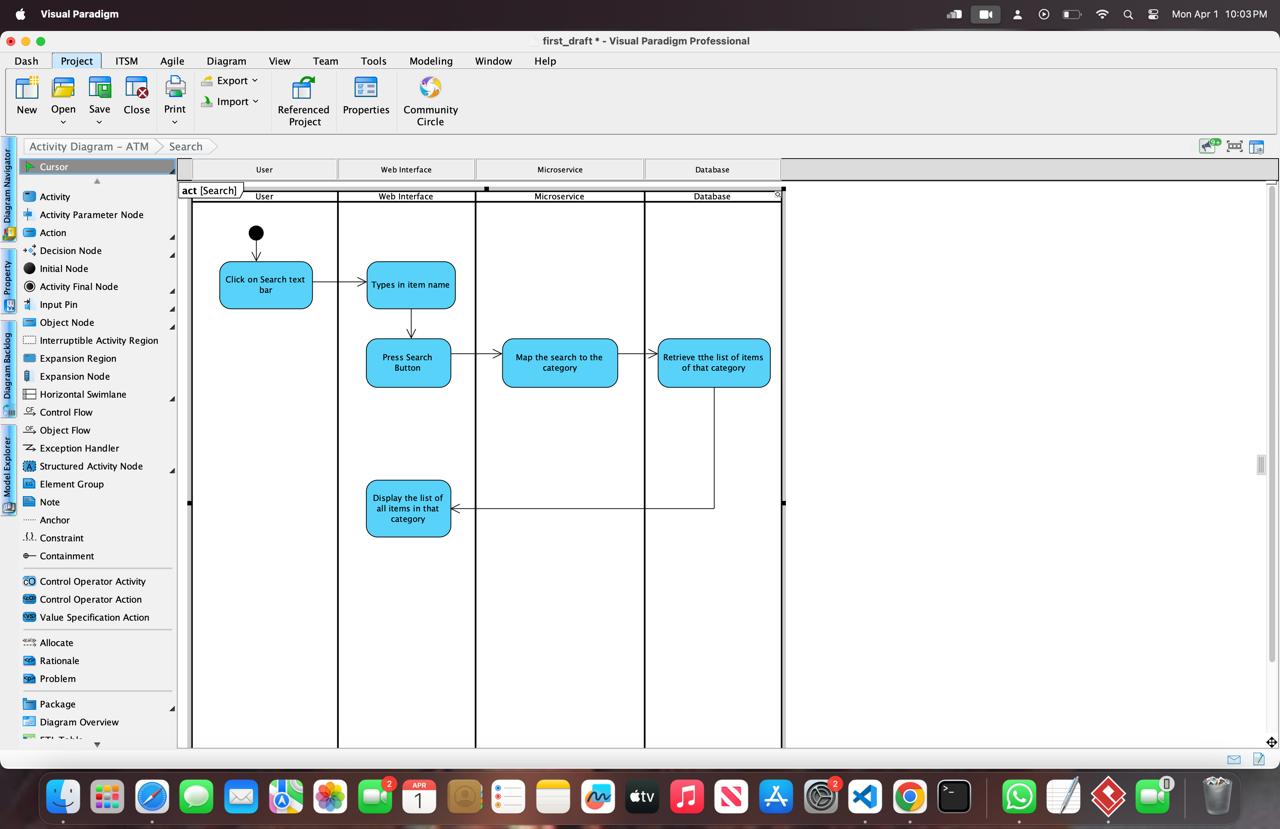 Visual Paradigm
Mon Apr 1 10:03 PM
first_draft * - Visual Paradigm Professional
Dash Project ITSM Agile Diagram View Team Tools Modeling Window Help
New
Open
Save
Close
Print
Export
Import
Referenced
Project
Properties
Community
Circle
Activity Diagram - ATM
Search
Diagram Navigator
Property
Diagram Backlog
Model Explorer
Cursor
Activity
Activity Parameter Node
Action
Decision Node
Initial Node
Activity Final Node
Input Pin
Object Node
Interruptible Activity Region
Expansion Region
Expansion Node
Horizontal Swimlane
Control Flow
Object Flow
Exception Handler
Structured Activity Node
Element Group
Note
Anchor
Constraint
Containment
Control Operator Activity
Control Operator Action
Value Specification Action
Allocate
Rationale
Problem
Package
Diagram Overview
User Web Interface Microservice Database
act [Search]
User Web Interface Microservice Database
Click on Search text
bar
Types in item name
Press Search
Button
Map the search to the
category
Retrieve tthe list of items
of that category
Display the list of
all items in that
category
2
APR
1
tv
2